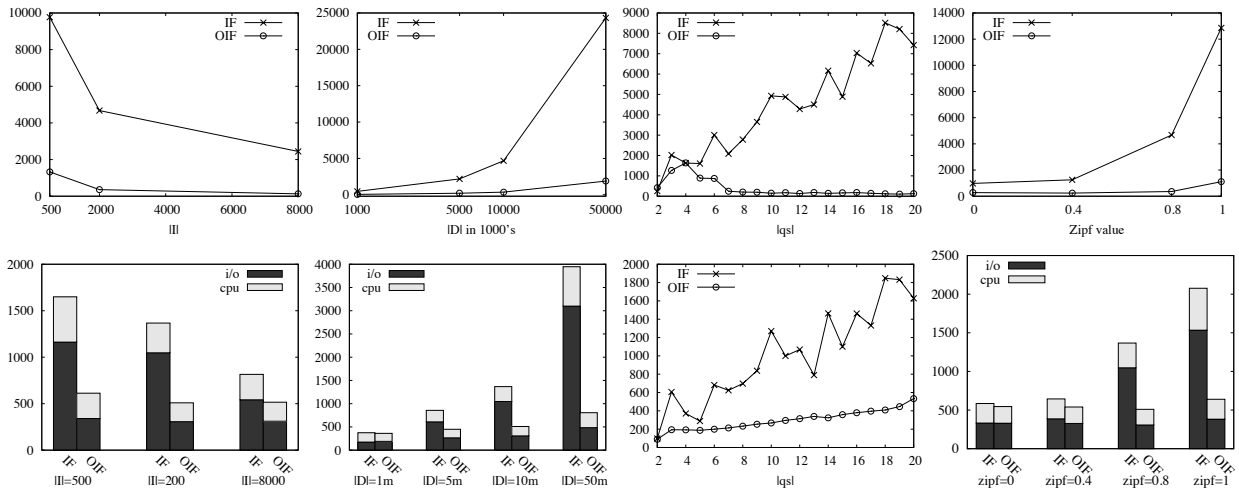 10000
8000
6000
4000
2000
0
IF
OIF
500 2000 4000 6000 8000
|I|
25000
20000
15000
10000
5000
0
IF
OIF
1000 5000 10000 50000
|D| in 1000's
9000
8000
7000
6000
5000
4000
3000
2000
1000
0
IF
OIF
2 4 6 8 10 12 14 16 18 20
|qs|
14000
12000
10000
8000
6000
4000
2000
0
IF
OIF
0 0.4 0.8 1
Zipf value
2000
1500
1000
500
0
i/o
cpu
IF OIF IF OIF IF OIF
|I|=500 |I|=200 |I|=8000
4000
3500
3000
2500
2000
1500
1000
500
0
i/o
cpu
IF OIF IF OIF IF OIF IF OIF
|D|=1m |D|=5m |D|=10m |D|=50m
2000
1800
1600
1400
1200
1000
800
600
400
200
0
IF
OIF
2 4 6 8 10 12 14 16 18 20
|qs|
2500
2000
1500
1000
500
0
i/o
cpu
IF OIF IF OIF IF OIF IF OIF
zipf=0 zipf=0.4 zipf=0.8 zipf=1